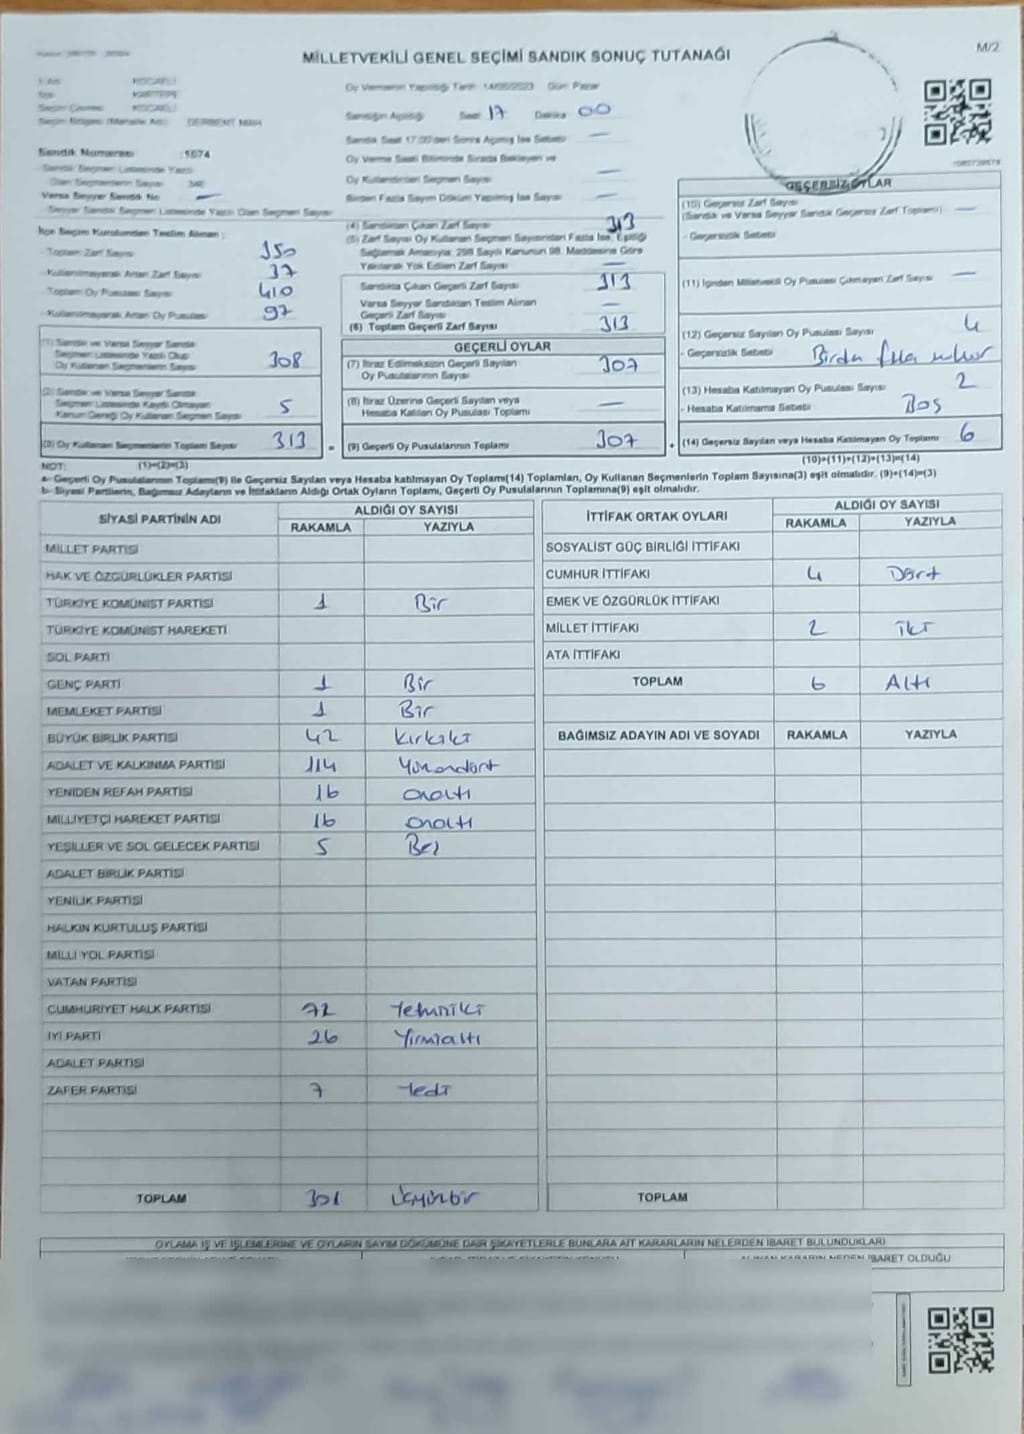 MİLLETVEKİLİ GENEL SEÇİMİ SANDIK SONUÇ TUTANAĞI
M/2
KOCAELİ
KARTEPE
KOCAELİ
DERBENT MAH.
Oy Vermenin Yapıldığı Tarih: 14/05/2023 Gün: Pazar
Sandığın Açıldığı Saat 17 Dakika 00
Sandık Saat 17:00'den Sonra Açılmış İse Sebebi —
Oy Verme Saati Bitiminde Sırada Bekleyen ve
Oy Kullandırılan Seçmen Sayısı —
Birden Fazla Sayım Döküm Yapılmış İse Sayısı —
Sandık Numarası :1074
Sandık Seçmen Listesinde Yazılı
Olan Seçmenlerin Sayısı
Varsa Seyyar Sandık No —
Seyyar Sandık Seçmen Listesinde Yazılı Olan Seçmen Sayısı
İlçe Seçim Kurulundan Teslim Alınan :
- Toplam Zarf Sayısı 350
- Kullanılmayarak Artan Zarf Sayısı 37
- Toplam Oy Pusulası Sayısı 410
- Kullanılmayarak Artan Oy Pusulası 97
(1) Sandık ve Varsa Seyyar Sandık
Seçmen Listesinde Yazılı Olup
Oy Kullanan Seçmenlerin Sayısı 308
(2) Sandık ve Varsa Seyyar Sandık
Seçmen Listesinde Kayıtlı Olmayan
Kanun Gereği Oy Kullanan Seçmen Sayısı 5
(3) Oy Kullanan Seçmenlerin Toplam Sayısı 313
(4) Sandıktan Çıkan Zarf Sayısı 313
(5) Zarf Sayısı Oy Kullanan Seçmen Sayısından Fazla İse, Eşitliği
Sağlamak Amacıyla, 298 Sayılı Kanunun 98. Maddesine Göre
Yakılarak Yok Edilen Zarf Sayısı —
Sandıkta Çıkan Geçerli Zarf Sayısı 313
Varsa Seyyar Sandıktan Teslim Alınan
Geçerli Zarf Sayısı —
(6) Toplam Geçerli Zarf Sayısı 313
GEÇERLİ OYLAR
(7) İtiraz Edilmeksizin Geçerli Sayılan
Oy Pusulalarının Sayısı 307
(8) İtiraz Üzerine Geçerli Sayılan veya
Hesaba Katılan Oy Pusulası Toplamı —
= (9) Geçerli Oy Pusulalarının Toplamı 307
GEÇERSİZ OYLAR
(10) Geçersiz Zarf Sayısı
(Sandık ve Varsa Seyyar Sandık Geçersiz Zarf Toplamı) —
- Geçersizlik Sebebi
(11) İçinden Milletvekili Oy Pusulası Çıkmayan Zarf Sayısı —
(12) Geçersiz Sayılan Oy Pusulası Sayısı 4
- Geçersizlik Sebebi Birden fazla mühür
(13) Hesaba Katılmayan Oy Pusulası Sayısı 2
- Hesaba Katılmama Sebebi Boş
+ (14) Geçersiz Sayılan veya Hesaba Katılmayan Oy Toplamı 6
NOT: (1)+(2)=(3)
(10)+(11)+(12)+(13)=(14)
a- Geçerli Oy Pusulalarının Toplamı(9) ile Geçersiz Sayılan veya Hesaba katılmayan Oy Toplamı(14) Toplamları, Oy Kullanan Seçmenlerin Toplam Sayısına(3) eşit olmalıdır. (9)+(14)=(3)
b- Siyasi Partilerin, Bağımsız Adayların ve İttifakların Aldığı Ortak Oyların Toplamı, Geçerli Oy Pusulalarının Toplamına(9) eşit olmalıdır.
SİYASİ PARTİNİN ADI ALDIĞI OY SAYISI
RAKAMLA YAZIYLA
MİLLET PARTİSİ
HAK VE ÖZGÜRLÜKLER PARTİSİ
TÜRKİYE KOMÜNİST PARTİSİ 1 Bir
TÜRKİYE KOMÜNİST HAREKETİ
SOL PARTİ
GENÇ PARTİ 1 Bir
MEMLEKET PARTİSİ 1 Bir
BÜYÜK BİRLİK PARTİSİ 42 Kırkiki
ADALET VE KALKINMA PARTİSİ 114 Yüzondört
YENİDEN REFAH PARTİSİ 16 onaltı
MİLLİYETÇİ HAREKET PARTİSİ 16 onaltı
YEŞİLLER VE SOL GELECEK PARTİSİ 5 Beş
ADALET BİRLİK PARTİSİ
YENİLİK PARTİSİ
HALKIN KURTULUŞ PARTİSİ
MİLLİ YOL PARTİSİ
VATAN PARTİSİ
CUMHURİYET HALK PARTİSİ 72 Yetmişiki
İYİ PARTİ 26 Yirmialtı
ADALET PARTİSİ
ZAFER PARTİSİ 7 Yedi
TOPLAM 301 Üçyüzbir
İTTİFAK ORTAK OYLARI ALDIĞI OY SAYISI
RAKAMLA YAZIYLA
SOSYALİST GÜÇ BİRLİĞİ İTTİFAKI
CUMHUR İTTİFAKI 4 Dört
EMEK VE ÖZGÜRLÜK İTTİFAKI
MİLLET İTTİFAKI 2 iki
ATA İTTİFAKI
TOPLAM 6 Altı
BAĞIMSIZ ADAYIN ADI VE SOYADI RAKAMLA YAZIYLA
TOPLAM
OYLAMA İŞ VE İŞLEMLERİNE VE OYLARIN SAYIM DÖKÜMÜNE DAİR ŞİKAYETLERLE BUNLARA AİT KARARLARIN NELERDEN İBARET BULUNDUKLARI
ALINAN KARARIN NEDEN İBARET OLDUĞU